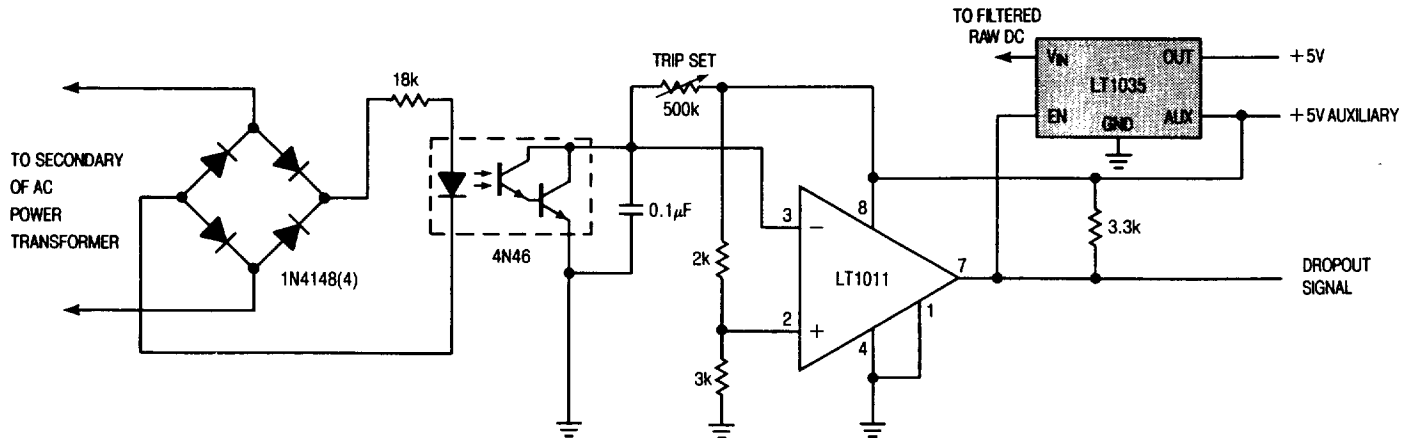 TO FILTERED
RAW DC
VIN
OUT
+5V
LT1035
EN
AUX
+5V AUXILIARY
GND
TRIP SET
500k
18k
TO SECONDARY
OF AC
POWER
TRANSFORMER
1N4148(4)
4N46
0.1µF
3
−
8
3.3k
2k
LT1011
7
DROPOUT
SIGNAL
2
+
1
4
3k